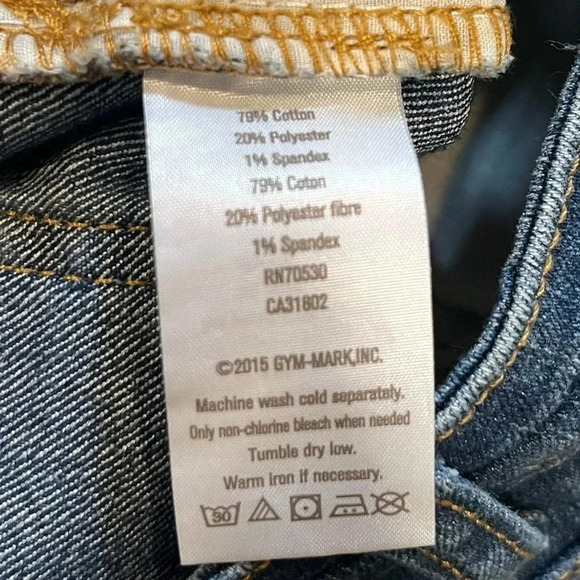 79% Cotton
20% Polyester
1% Spandex
79% Coton
20% Polyester fibre
1% Spandex
RN70530
CA31802
©2015 GYM-MARK,INC.
Machine wash cold separately.
Only non-chlorine bleach when needed
Tumble dry low.
Warm iron if necessary.
30